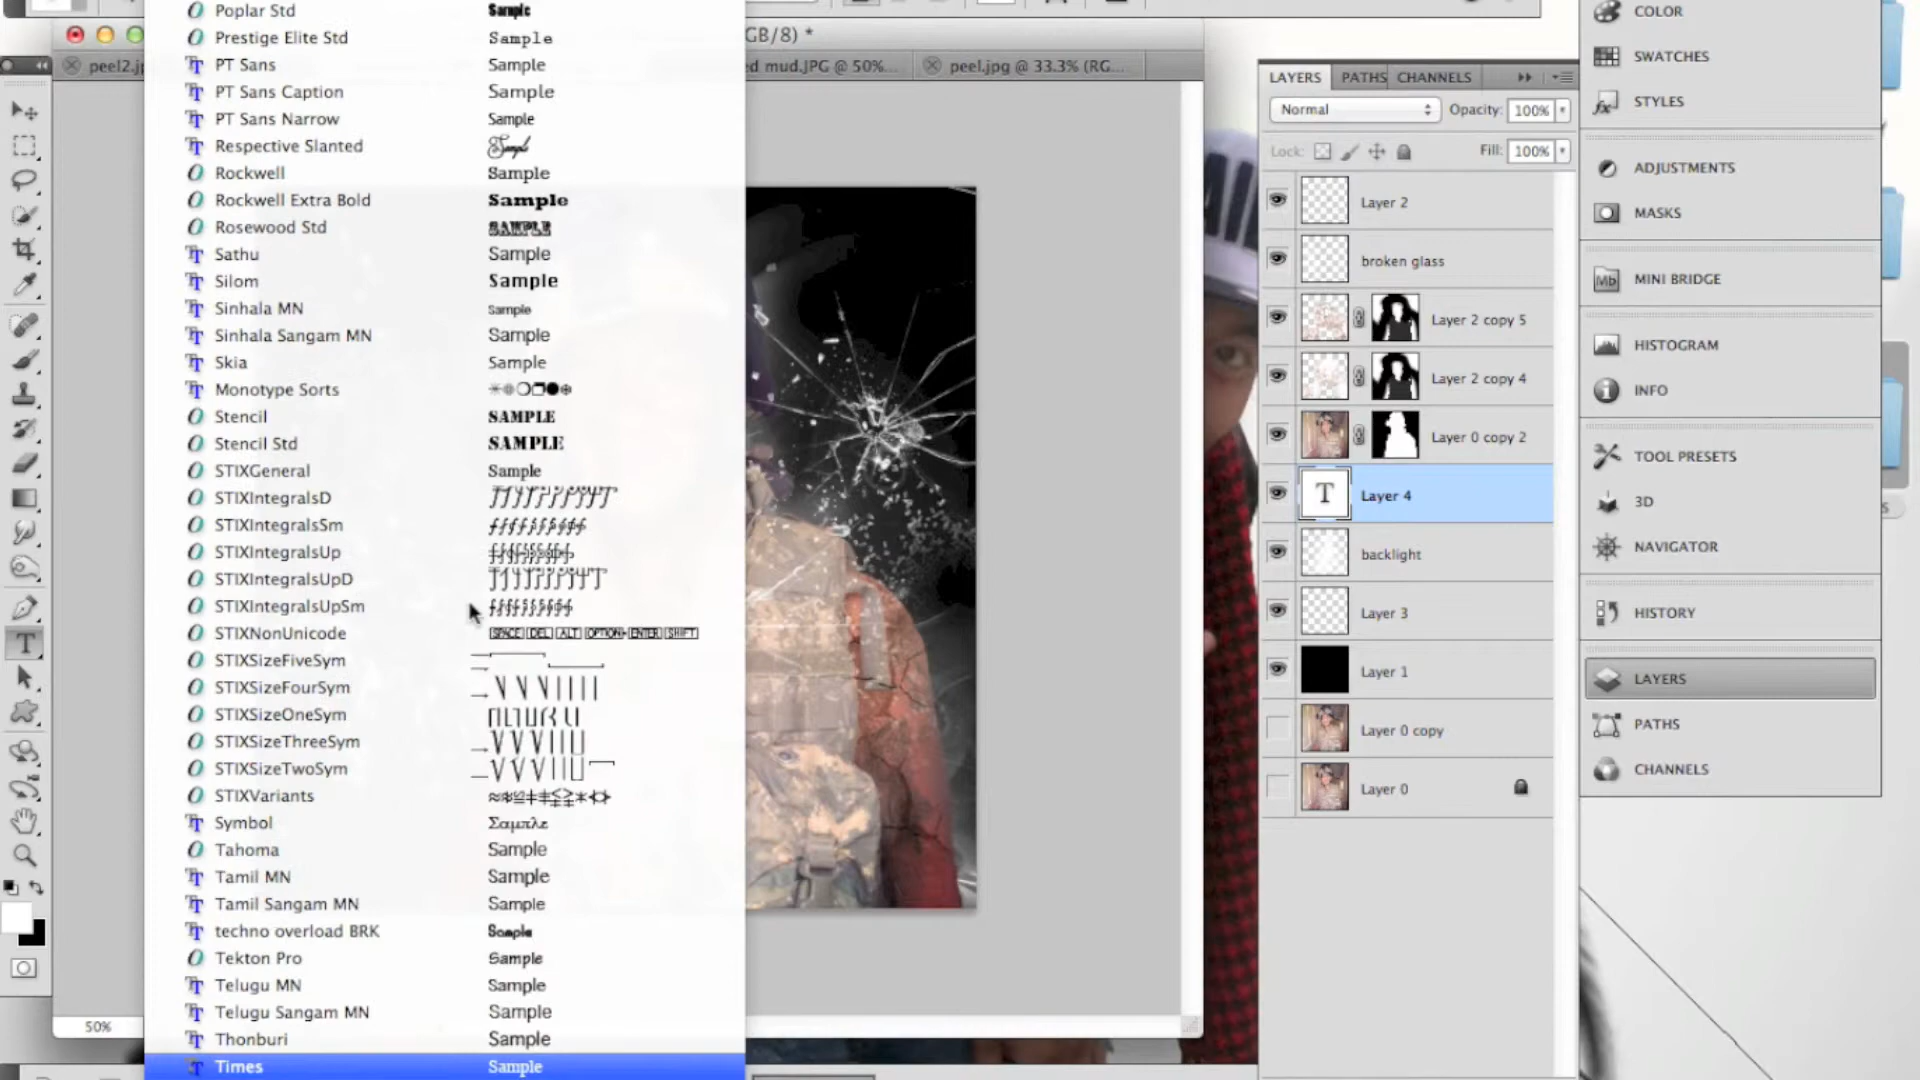 Poplar Std Sample
GB/8) *
Prestige Elite Std Sample
peel2.jp
ed mud.JPG @ 50%...
peel.jpg @ 33.3% (RG...
PT Sans Sample
PT Sans Caption Sample
PT Sans Narrow Sample
Respective Slanted Sample
Rockwell Sample
Rockwell Extra Bold Sample
Rosewood Std SAMPLE
Sathu Sample
Silom Sample
Sinhala MN Sample
Sinhala Sangam MN Sample
Skia Sample
Monotype Sorts
Stencil SAMPLE
Stencil Std SAMPLE
STIXGeneral Sample
STIXIntegralsD
STIXIntegralsSm
STIXIntegralsUp
STIXIntegralsUpD
STIXIntegralsUpSm
STIXNonUnicode SPACE DEL ALT OPTION ENTER SHIFT
STIXSizeFiveSym
STIXSizeFourSym
STIXSizeOneSym
STIXSizeThreeSym
STIXSizeTwoSym
STIXVariants
Symbol Σαμπλε
Tahoma Sample
Tamil MN Sample
Tamil Sangam MN Sample
techno overload BRK Sample
Tekton Pro Sample
Telugu MN Sample
Telugu Sangam MN Sample
Thonburi Sample
Times Sample
50%
LAYERS PATHS CHANNELS
Normal Opacity: 100%
Lock: Fill: 100%
Layer 2
broken glass
Layer 2 copy 5
Layer 2 copy 4
Layer 0 copy 2
T Layer 4
backlight
Layer 3
Layer 1
Layer 0 copy
Layer 0
COLOR
SWATCHES
STYLES
ADJUSTMENTS
MASKS
Mb MINI BRIDGE
HISTOGRAM
INFO
TOOL PRESETS
3D
NAVIGATOR
HISTORY
LAYERS
PATHS
CHANNELS